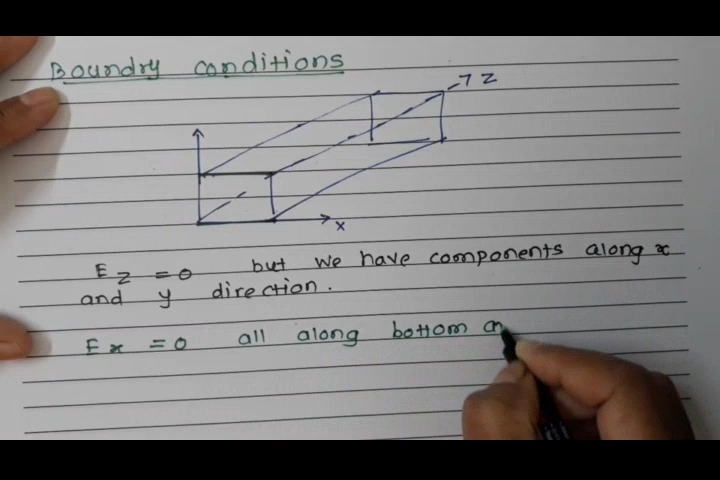 Boundry conditions
z
x
Ez = 0 but we have components along x
and y direction.
Ex = 0 all along bottom